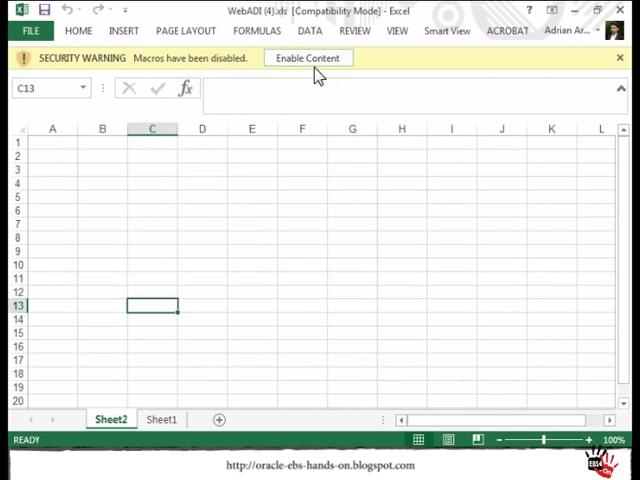 WebADI (4).xls [Compatibility Mode] - Excel
?
FILE HOME INSERT PAGE LAYOUT FORMULAS DATA REVIEW VIEW Smart View ACROBAT Adrian Ar...
SECURITY WARNING Macros have been disabled. Enable Content
C13 fx
A B C D E F G H I J K L
1
2
3
4
5
6
7
8
9
10
11
12
13
14
15
16
17
18
19
20
Sheet2 Sheet1
READY 100%
http://oracle-ebs-hands-on.blogspot.com